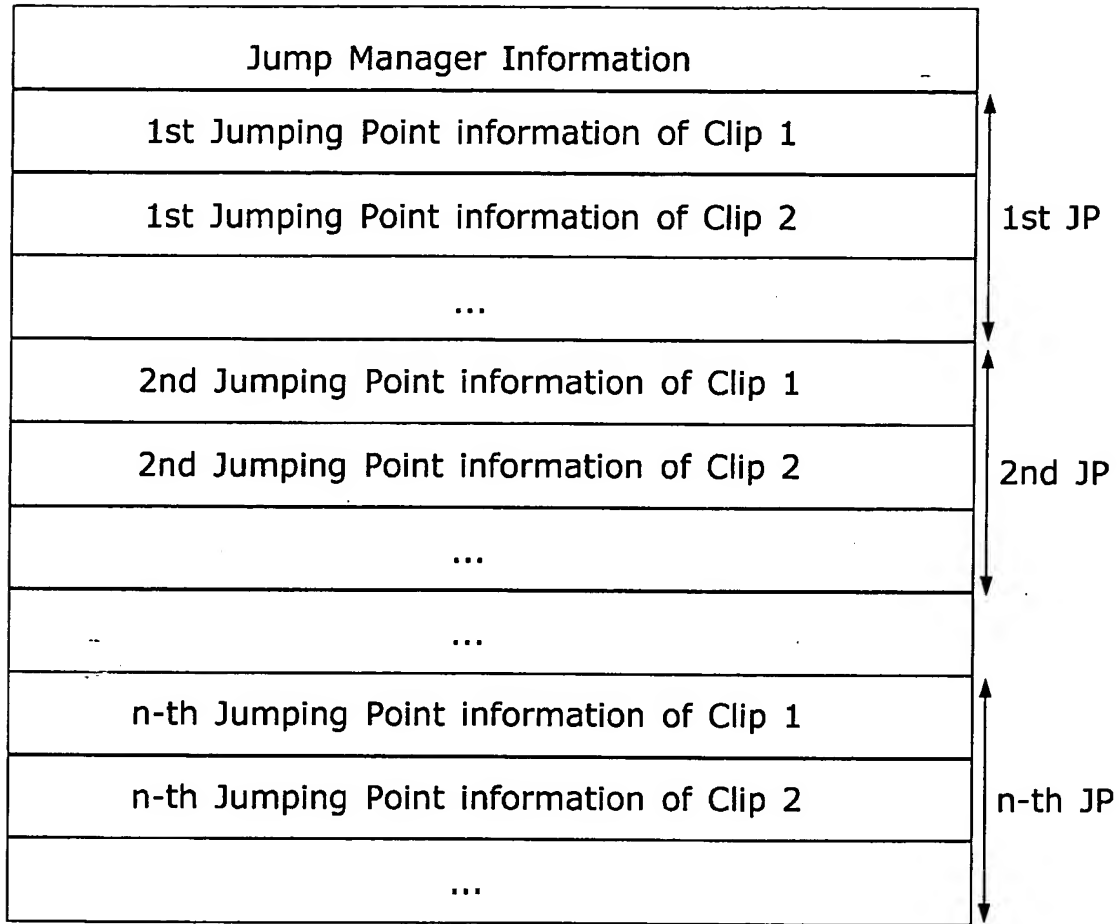 Jump Manager Information
1st Jumping Point information of Clip 1
1st Jumping Point information of Clip 2
1st JP
...
2nd Jumping Point information of Clip 1
2nd Jumping Point information of Clip 2
2nd JP
...
...
n-th Jumping Point information of Clip 1
n-th Jumping Point information of Clip 2
n-th JP
...